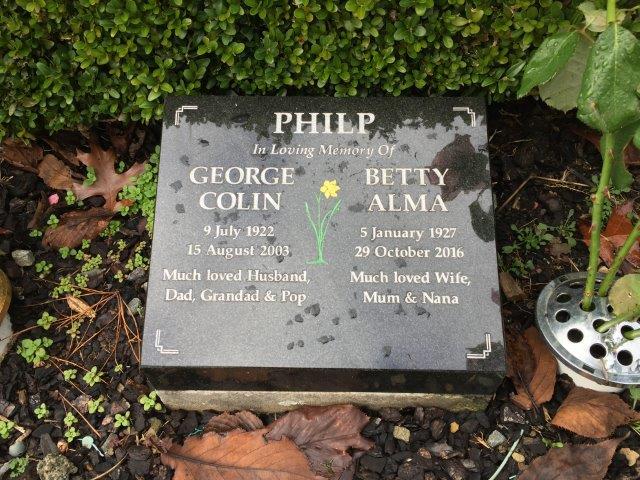 PHILP
In Loving Memory Of
GEORGE
COLIN
9 July 1922
15 August 2003
Much loved Husband,
Dad, Grandad & Pop
BETTY
ALMA
5 January 1927
29 October 2016
Much loved Wife,
Mum & Nana